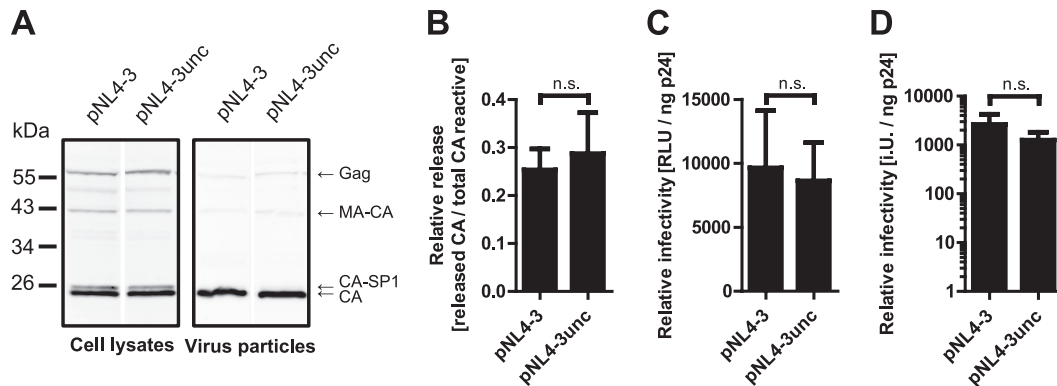 A
pNL4-3
pNL4-3unc
pNL4-3
pNL4-3unc
kDa
55
43
34
26
← Gag
← MA-CA
← CA-SP1
← CA
Cell lysates
Virus particles
B
Relative release
[released CA / total CA reactive]
0.4
0.3
0.2
0.1
0.0
n.s.
pNL4-3
pNL4-3unc
C
Relative infectivity [RLU / ng p24]
15000
10000
5000
0
n.s.
pNL4-3
pNL4-3unc
D
Relative infectivity [i.U. / ng p24]
10000
1000
100
10
1
n.s.
pNL4-3
pNL4-3unc